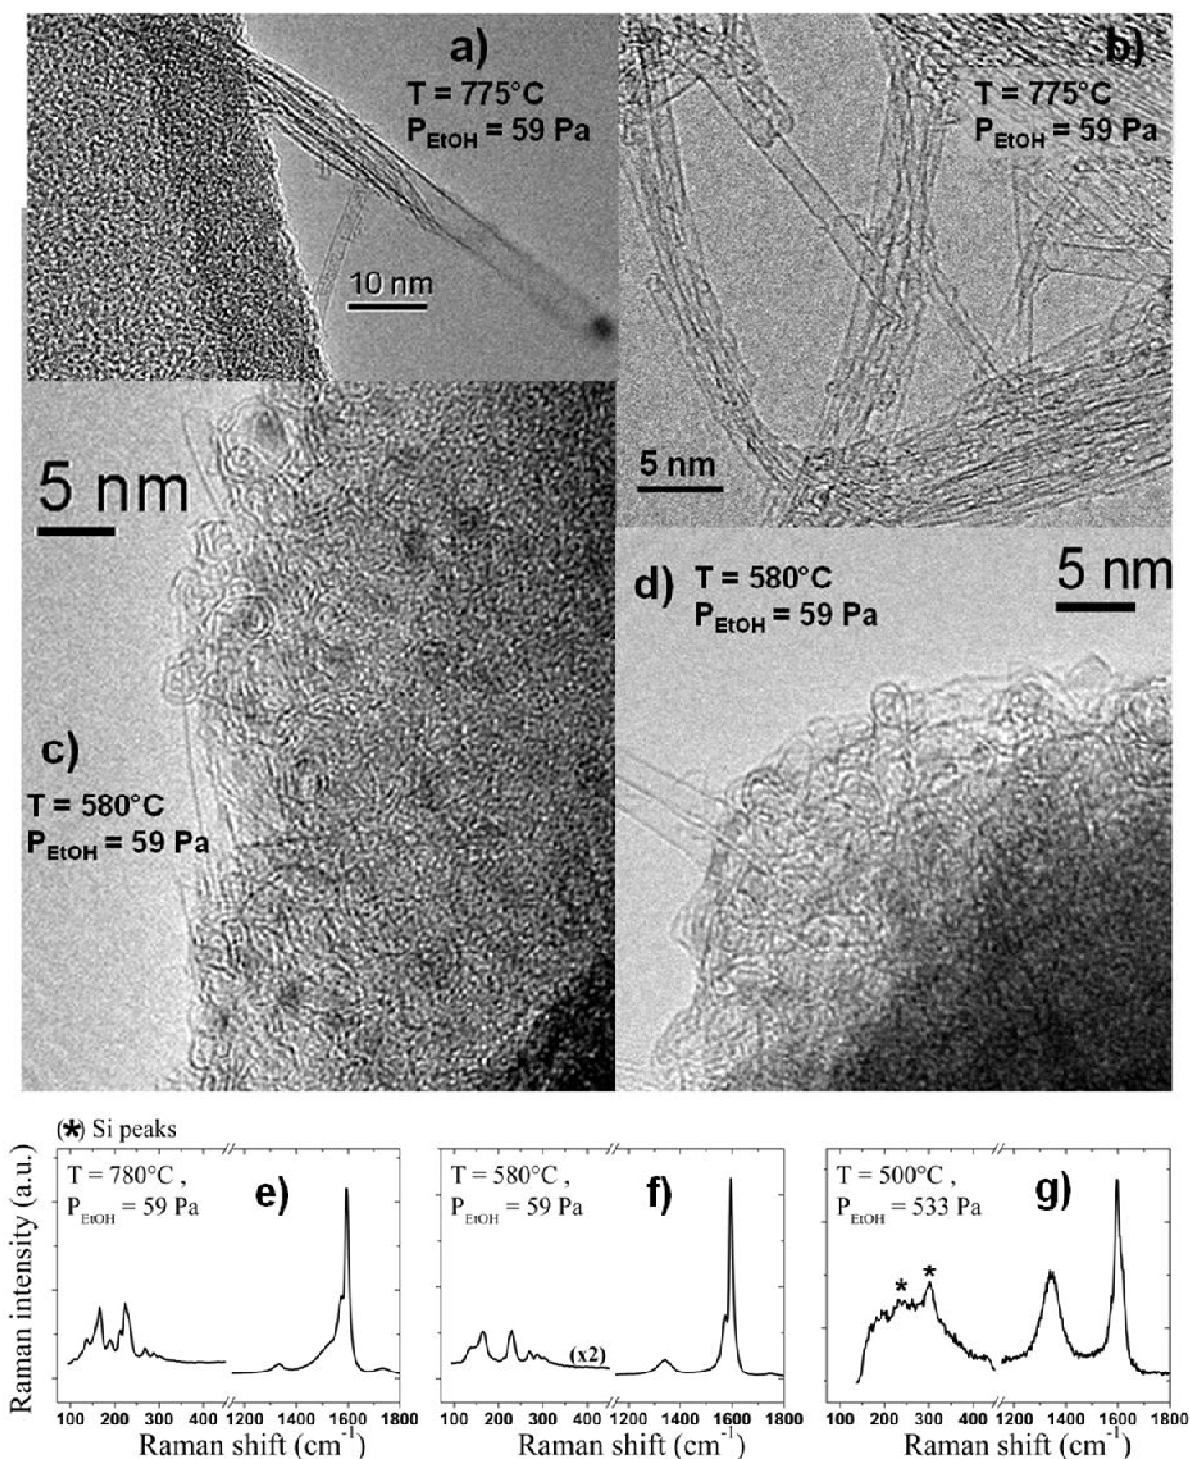 a)
T = 775°C
PEtOH = 59 Pa
10 nm
b)
T = 775°C
PEtOH = 59 Pa
5 nm
5 nm
c)
T = 580°C
PEtOH = 59 Pa
d)
T = 580°C
PEtOH = 59 Pa
5 nm
(*) Si peaks
Raman intensity (a.u.)
T = 780°C ,
PEtOH = 59 Pa
e)
100 200 300 400 1200 1400 1600 1800
Raman shift (cm-1)
T = 580°C ,
PEtOH = 59 Pa
f)
(x2)
100 200 300 400 1200 1400 1600 1800
Raman shift (cm-1)
T = 500°C ,
PEtOH = 533 Pa
g)
* *
100 200 300 400 1200 1400 1600 1800
Raman shift (cm-1)